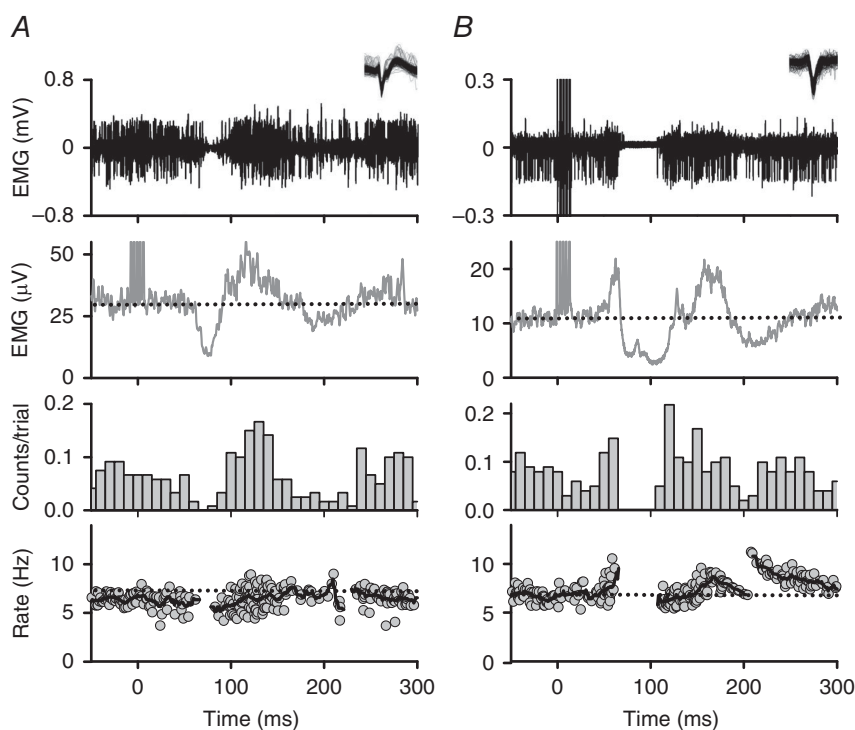 A
B
EMG (mV)
0.8
0
–0.8
0.3
0
–0.3
EMG (μV)
50
25
0
20
10
0
Counts/trial
0.2
0.1
0.0
0.2
0.1
0.0
Rate (Hz)
10
5
0
10
5
0
0 100 200 300
0 100 200 300
Time (ms)
Time (ms)